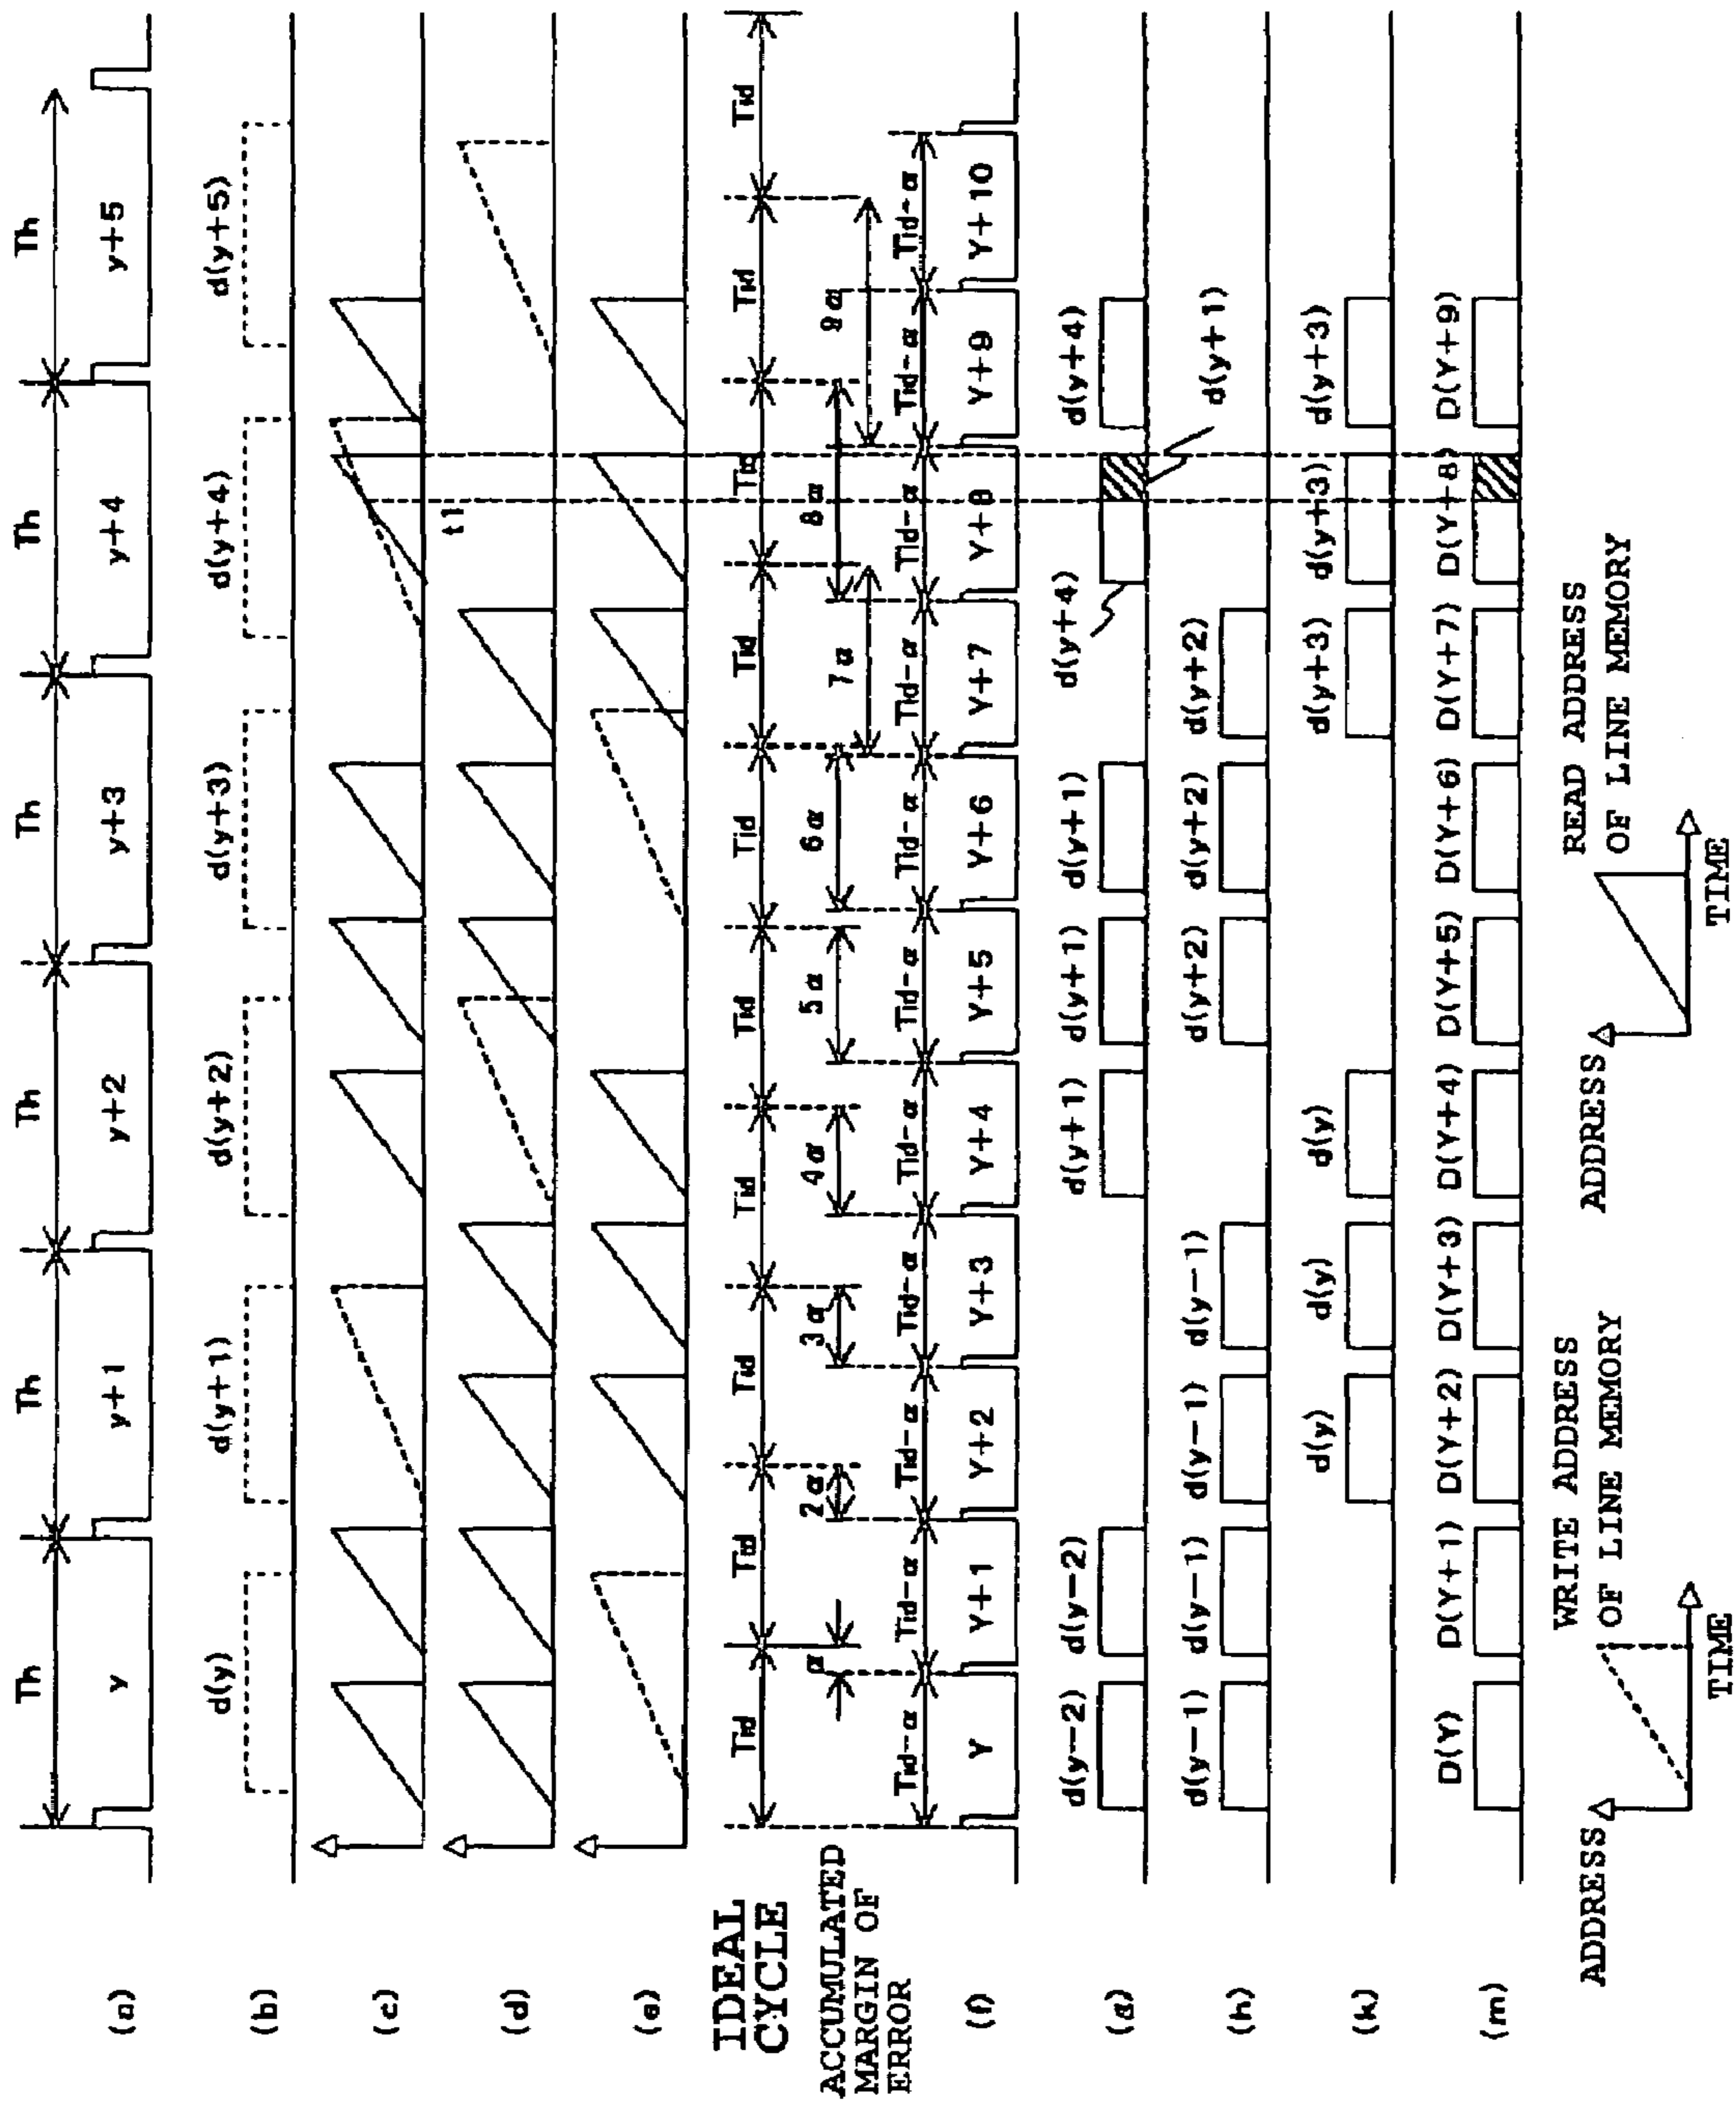 (a) Th Th Th Th Th Th
y y+1 y+2 y+3 y+4 y+5
(b) d(y) d(y+1) d(y+2) d(y+3) d(y+4) d(y+5)
(c) t1
(d)
(e)
IDEAL
CYCLE
Tid Tid Tid Tid Tid Tid Tid Tid Tid Tid
ACCUMULATED
MARGIN OF
ERROR
α 2α 3α 4α 5α 6α 7α 8α 9α
Tid-α Tid-α Tid-α Tid-α Tid-α Tid-α Tid-α Tid-α Tid-α Tid-α Tid-α
(f) Y Y+1 Y+2 Y+3 Y+4 Y+5 Y+6 Y+7 Y+8 Y+9 Y+10
(g) d(y-2) d(y-2) d(y+1) d(y+1) d(y+1) d(y+4) d(y+4)
d(y+1)
(h) d(y-1) d(y-1) d(y-1) d(y-1) d(y+2) d(y+2) d(y+2)
(k) d(y) d(y) d(y) d(y+3) d(y+3) d(y+3)
(m) D(Y) D(Y+1) D(Y+2) D(Y+3) D(Y+4) D(Y+5) D(Y+6) D(Y+7) D(Y+8) D(Y+9)
ADDRESS
WRITE ADDRESS
OF LINE MEMORY
TIME
ADDRESS
READ ADDRESS
OF LINE MEMORY
TIME